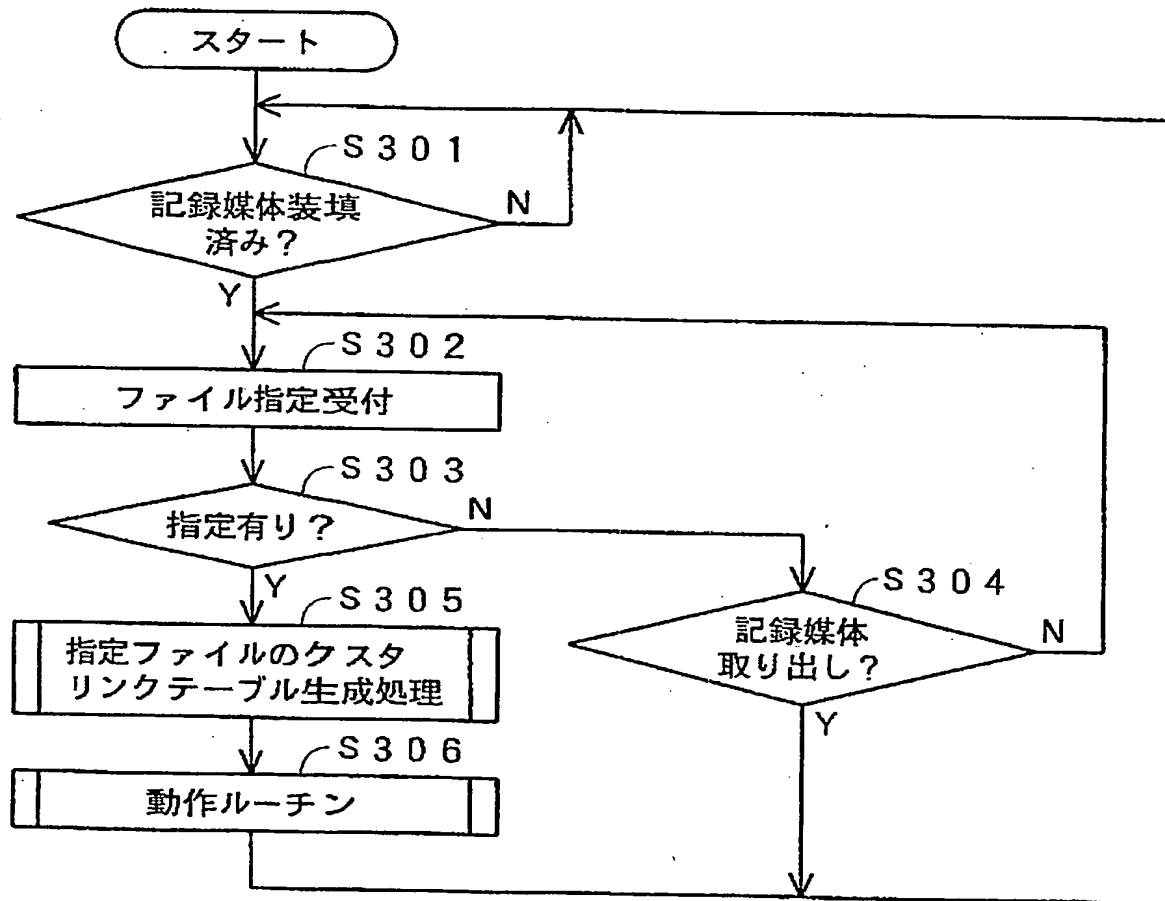 スタート
S301
記録媒体装填
済み?
N
Y
S302
ファイル指定受付
S303
指定有り?
N
Y
S304
記録媒体
取り出し?
N
Y
S305
指定ファイルのクスタ
リンクテーブル生成処理
S306
動作ルーチン